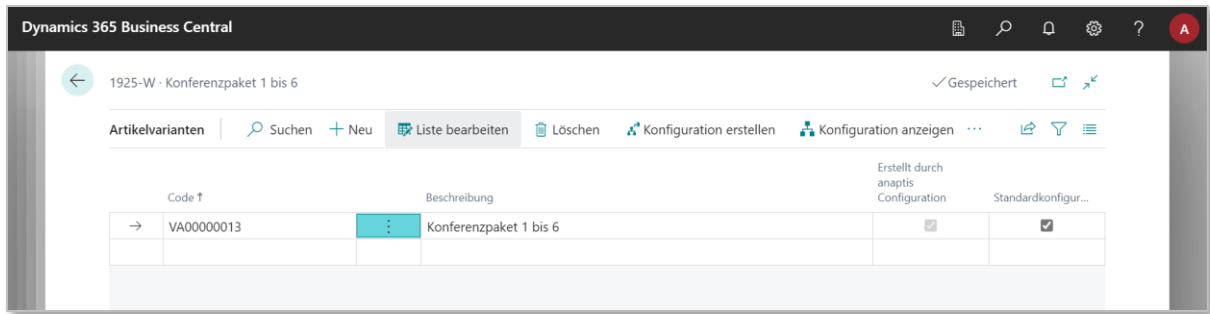 Dynamics 365 Business Central
? A
1925-W · Konferenzpaket 1 bis 6
Gespeichert
Artikelvarianten Suchen Neu Liste bearbeiten Löschen Konfiguration erstellen Konfiguration anzeigen ···
Erstellt durch
anaptis
Code ↑ Beschreibung Configuration Standardkonfigur...
→ VA00000013 Konferenzpaket 1 bis 6